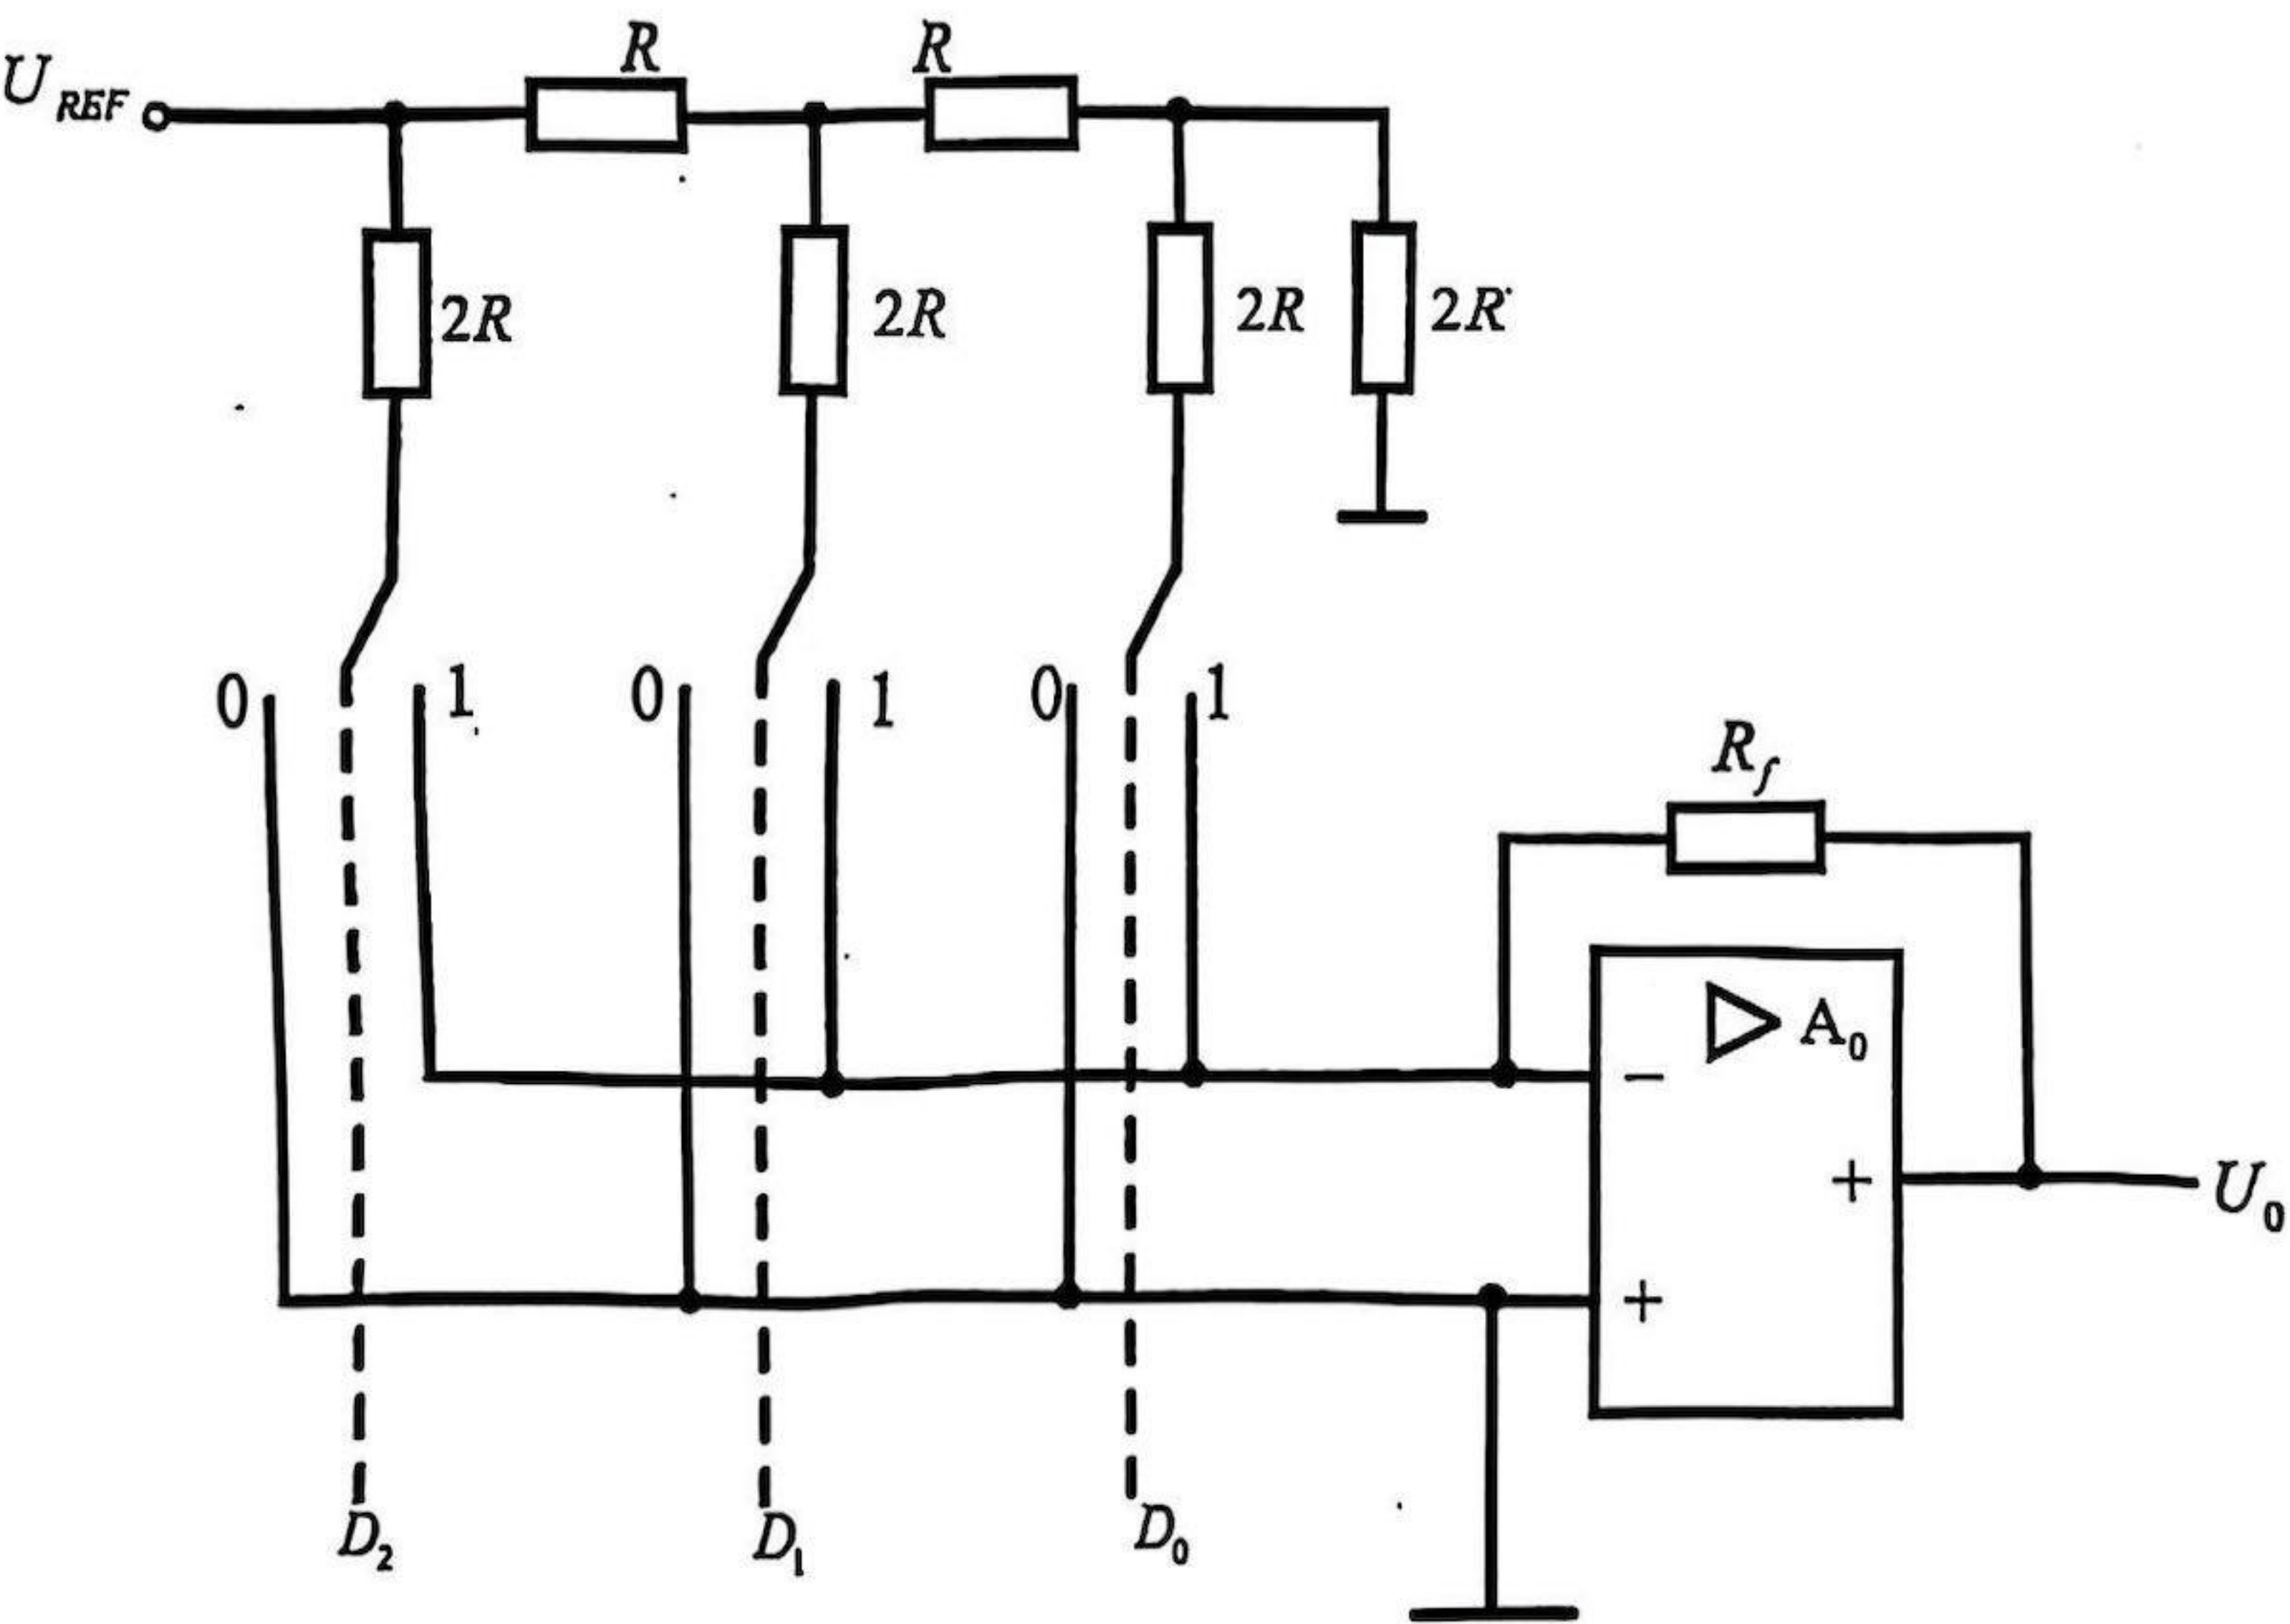 R R
U_REF
2R 2R 2R 2R
0 1 0 1 0 1
R_f
A_0
−
+ U_0
+
D_2 D_1 D_0